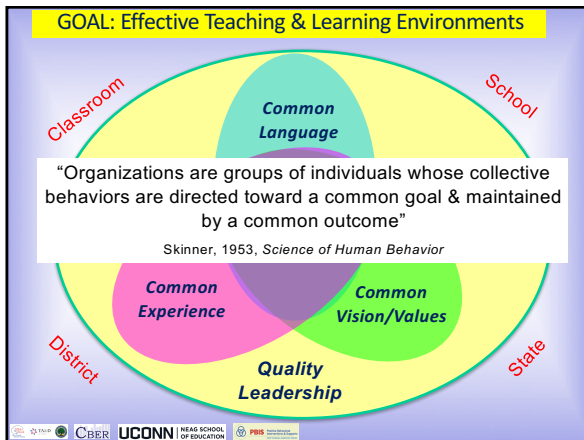 GOAL: Effective Teaching & Learning Environments
Classroom
School
Common
Language
“Organizations are groups of individuals whose collective
behaviors are directed toward a common goal & maintained
by a common outcome”
Skinner, 1953, Science of Human Behavior
Common
Experience
Common
Vision/Values
District
State
Quality
Leadership
CBER
UCONN
NEAG SCHOOL
OF EDUCATION
PBIS